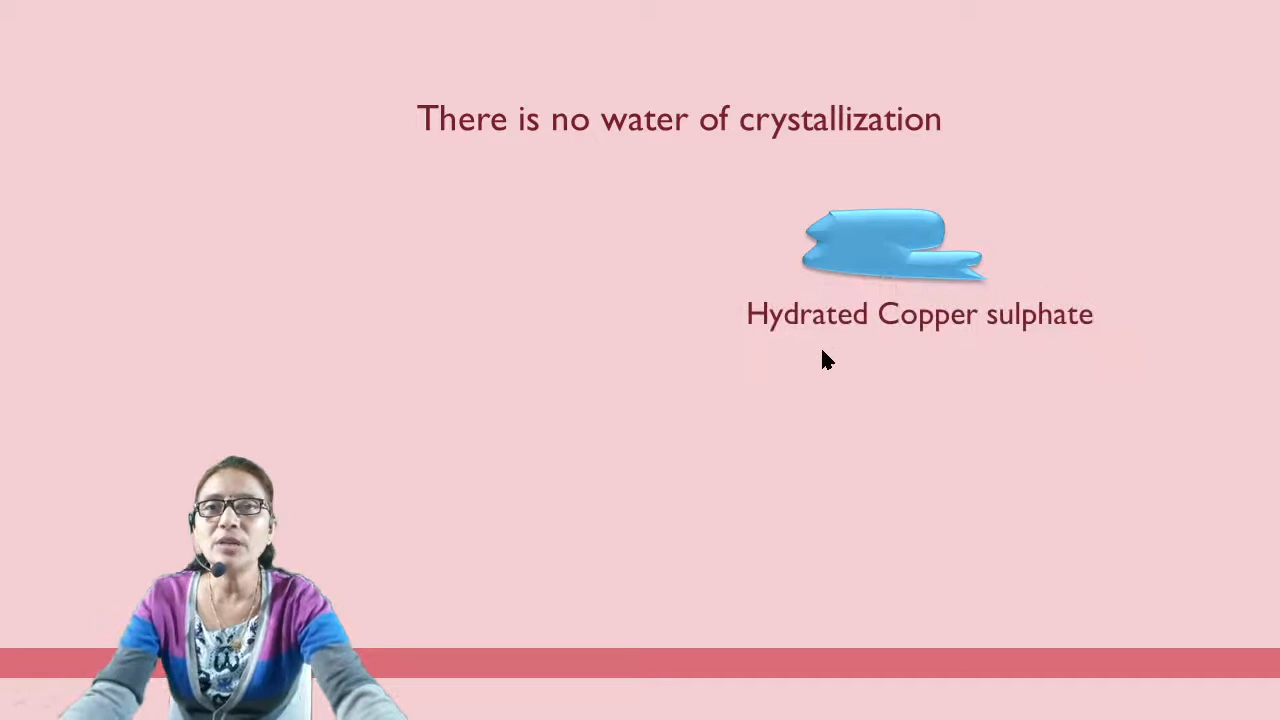 There is no water of crystallization
Hydrated Copper sulphate